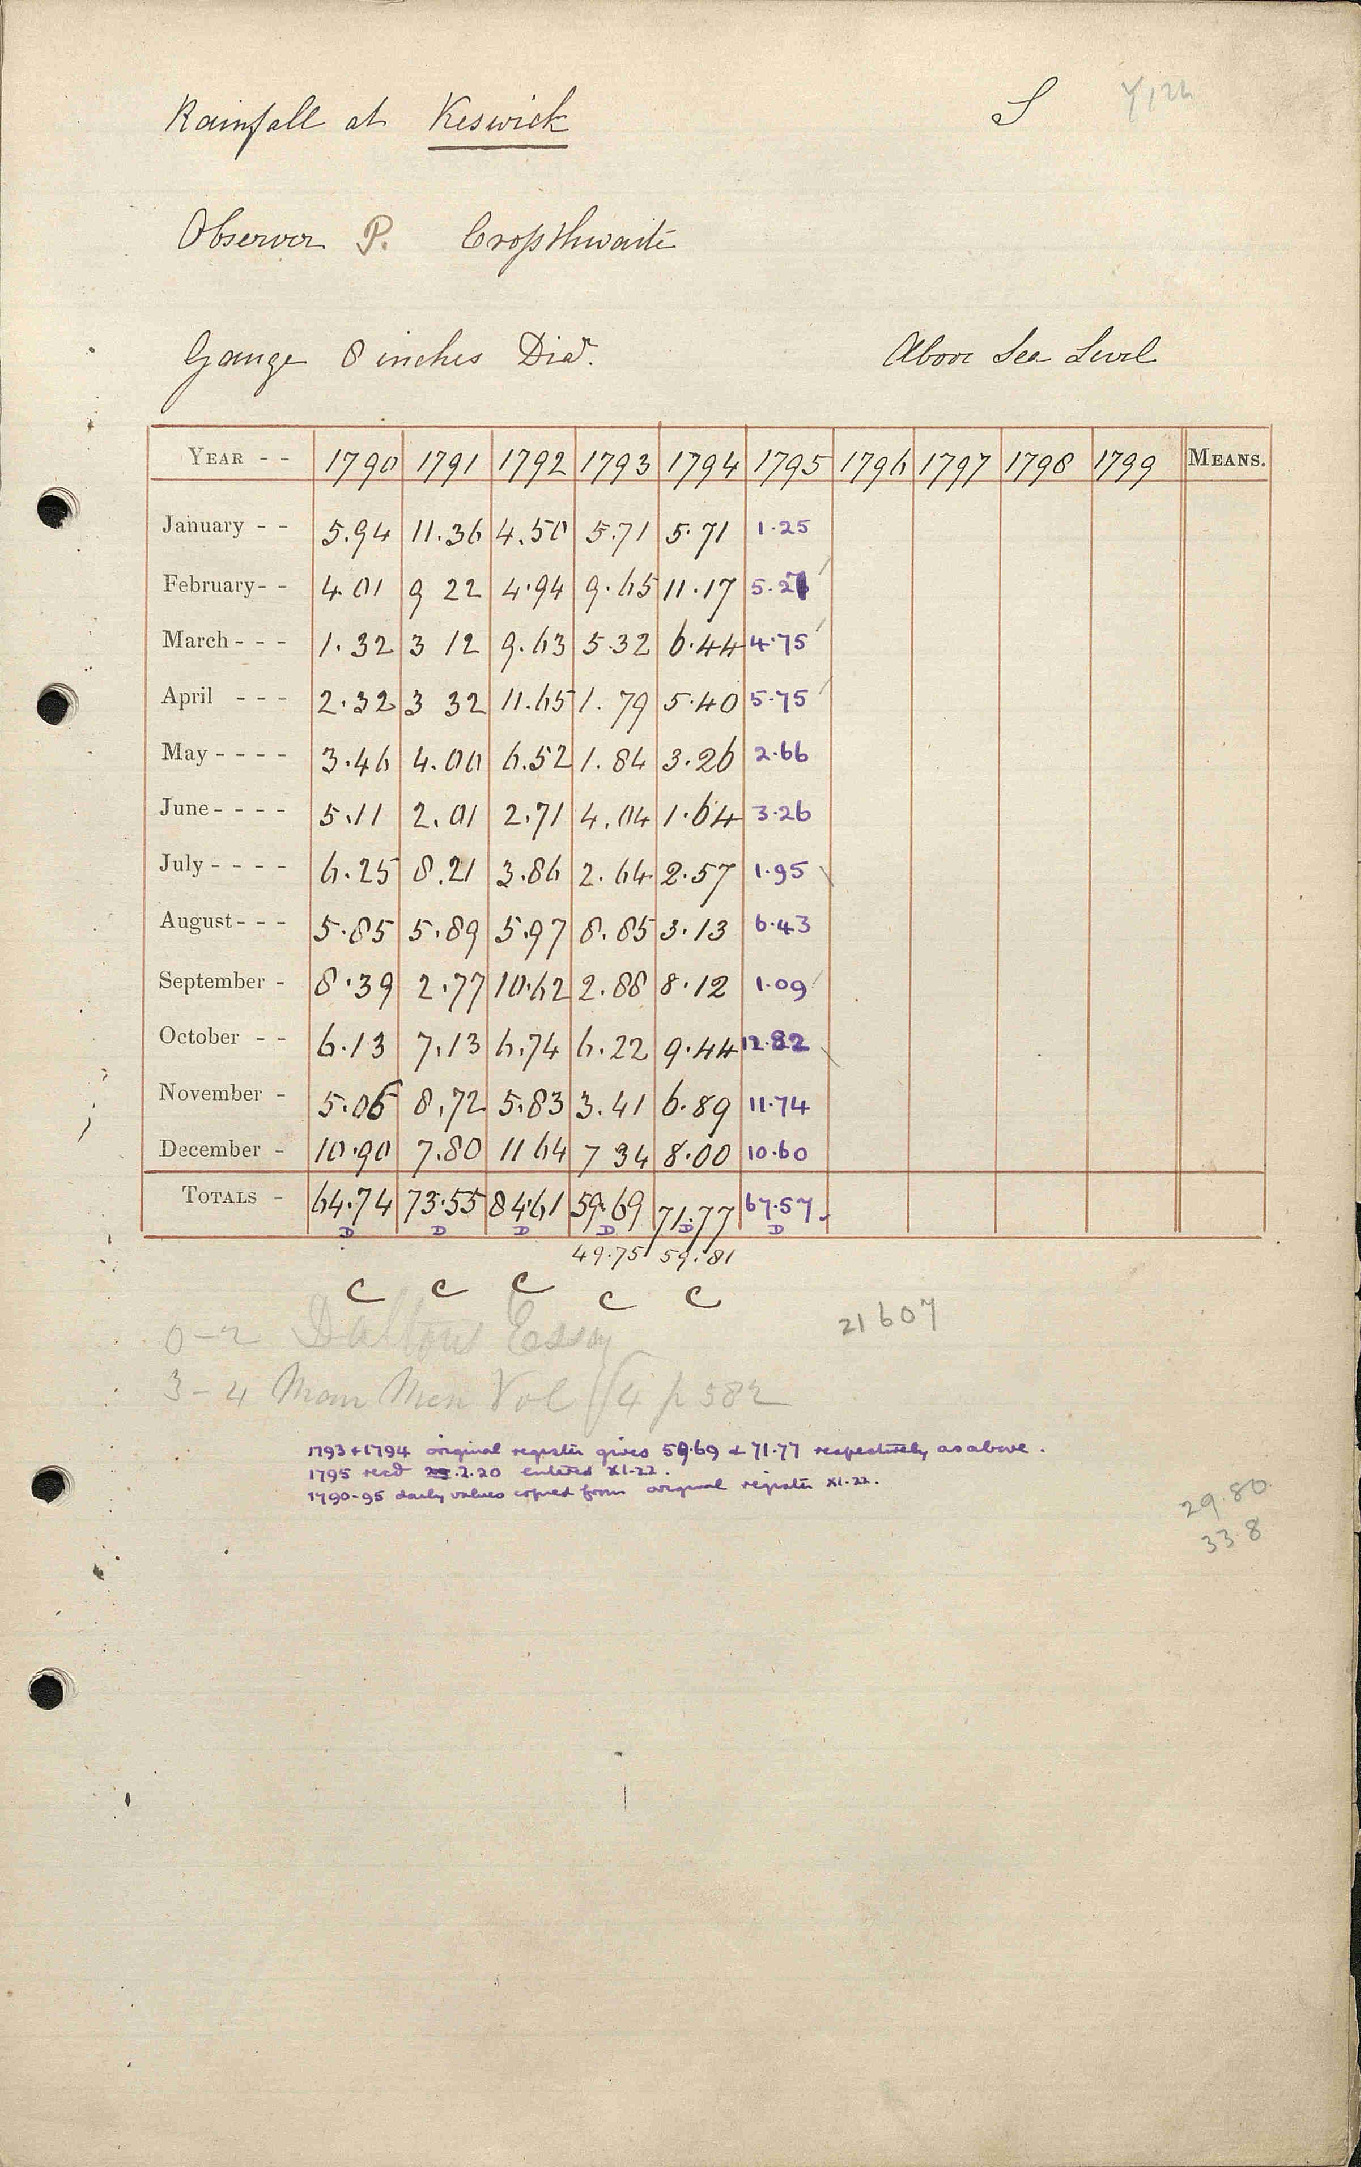 Rainfall at Keswick S
Observer P. Crosthwaite
Gauge 8 inches Diar. Above Sea Level
YEAR - - 1790 1791 1792 1793 1794 1795 1796 1797 1798 1799 MEANS.
January - - 5.94 11.36 4.50 5.71 5.71 1.25
February - - 4.01 9 22 4.94 9.65 11.17 5.27
March - - - 1.32 3 12 9.63 5.32 6.44 4.75
April - - - 2.32 3 32 11.65 1.79 5.40 5.75
May - - - - 3.46 4.00 6.52 1.84 3.26 2.66
June - - - - 5.11 2.01 2.71 4.04 1.64 3.26
July - - - - 6.25 8.21 3.86 2.64 2.57 1.95
August - - - 5.85 5.89 5.97 8.85 3.13 6.43
September - 8.39 2.77 10.62 2.88 8.12 1.09
October - - 6.13 7.13 6.74 6.22 9.44 12.82
November - 5.06 8.72 5.83 3.41 6.89 11.74
December - 10.90 7.80 11 64 7 34 8.00 10.60
TOTALS - 64.74 73.55 84.61 59.69 71.77 67.57
D D D D D D
49.75 59.81
C C C C C
0-2 Daltons Essay 21607
3-4 Man Mem Vol 4 p 582
1793+1794 original register gives 59.69 & 71.77 respectively as above.
1795 recd .2.20 entered XI.22.
1790-95 daily values copied from original register XI.22.
29.80
33.8